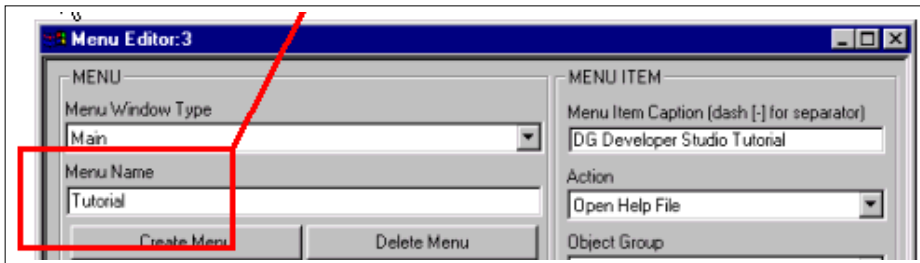 Menu Editor:3
MENU
Menu Window Type
Main
Menu Name
Tutorial
Create Menu
Delete Menu
MENU ITEM
Menu Item Caption (dash [-] for separator)
DG Developer Studio Tutorial
Action
Open Help File
Object Group